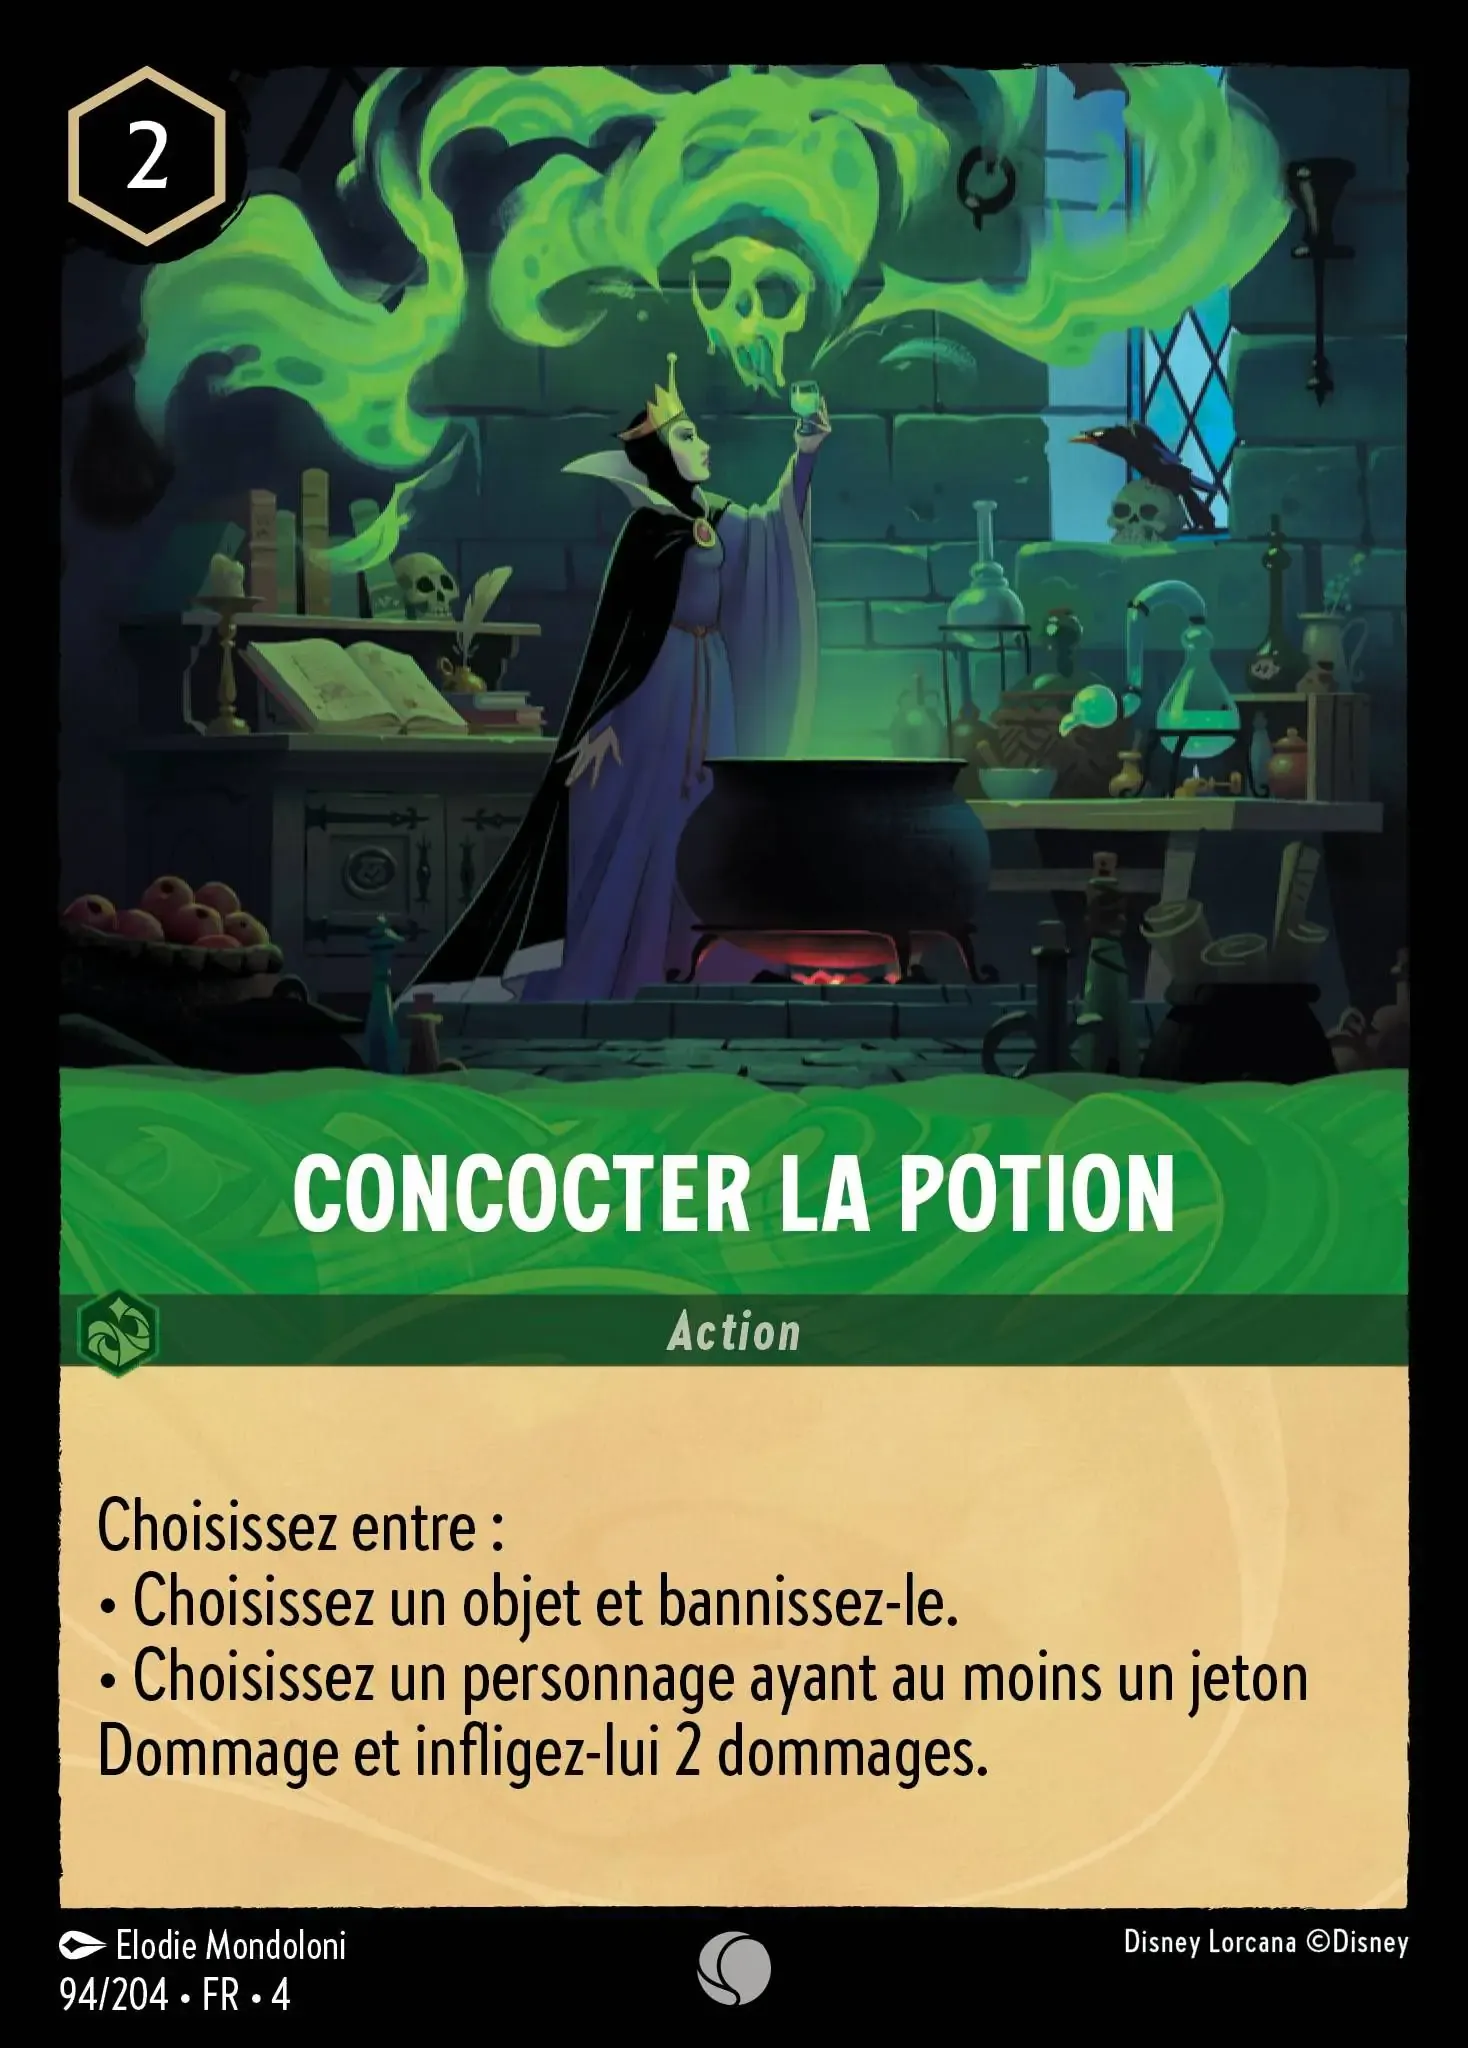 2
CONCOCTER LA POTION
Action
Choisissez entre :
• Choisissez un objet et bannissez-le.
• Choisissez un personnage ayant au moins un jeton
Dommage et infligez-lui 2 dommages.
Elodie Mondoloni
Disney Lorcana ©Disney
94/204 • FR • 4